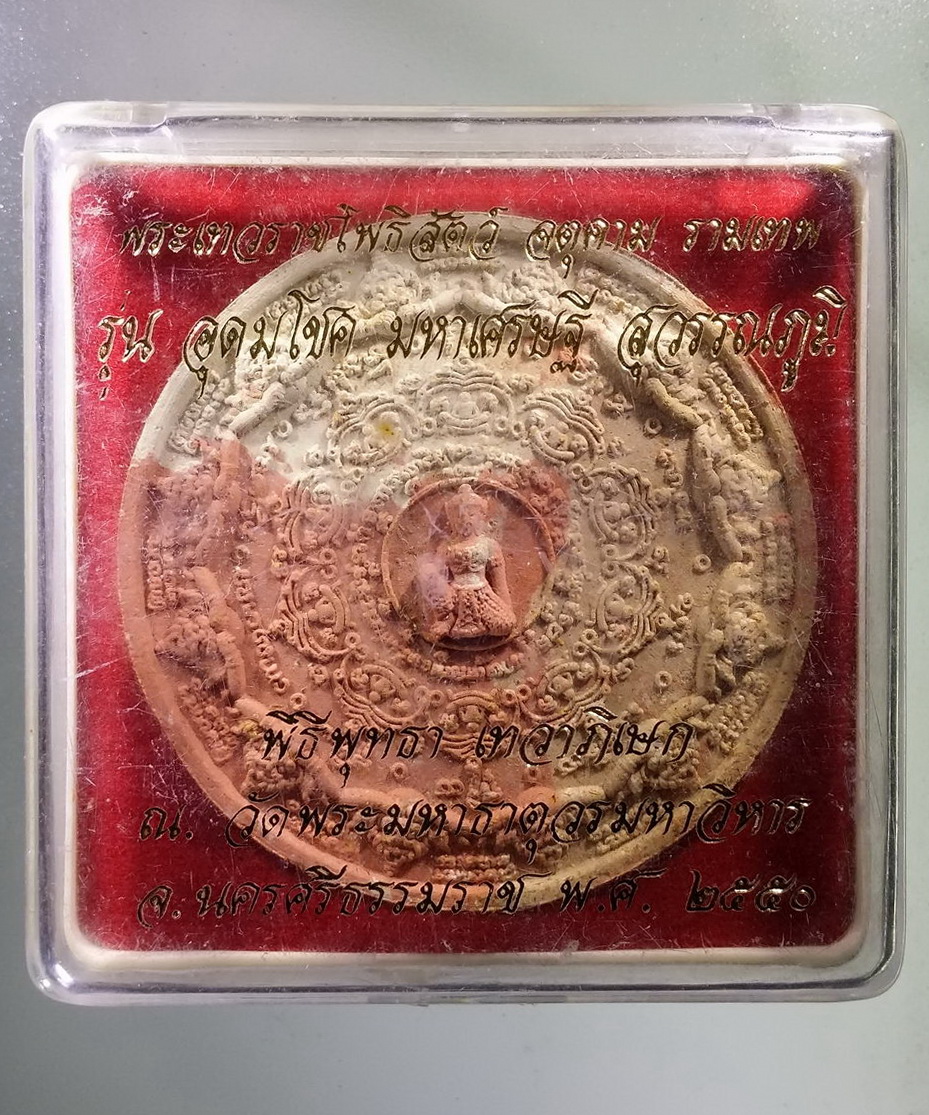 พระเทวราชโพธิสัตว์ จตุคาม รามเทพ
รุ่น อุดมโชค มหาเศรษฐี สุวรรณภูมิ
พิธีพุทธา เทวาภิเษก
ณ. วัดพระมหาธาตุวรมหาวิหาร
จ.นครศรีธรรมราช พ.ศ. ๒๕๕๐